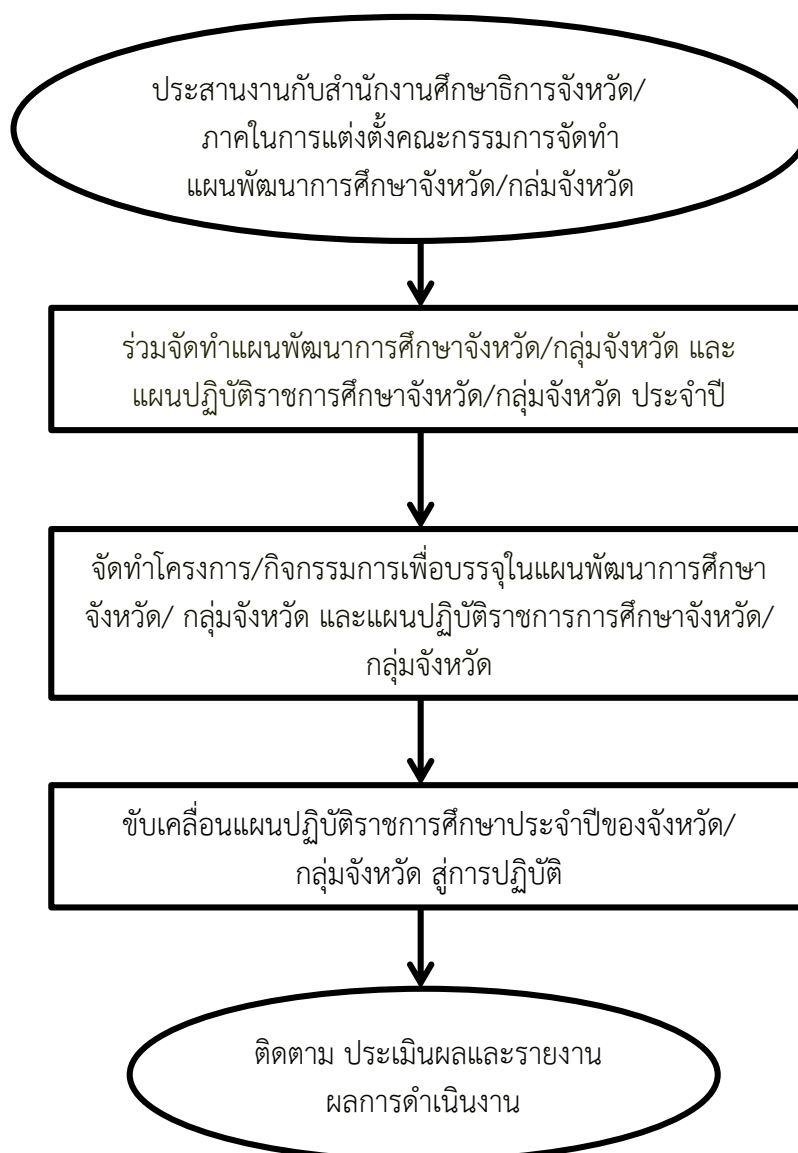 ประสานงานกับสำนักงานศึกษาธิการจังหวัด/
ภาคในการแต่งตั้งคณะกรรมการจัดทำ
แผนพัฒนาการศึกษาจังหวัด/กล่มจังหวัด
ร่วมจัดทำแผนพัฒนาการศึกษาจังหวัด/กลุ่มจังหวัด และ
แผนปฏิบัติราชการศึกษาจังหวัด/กลุ่มจังหวัด ประจำปี
จัดทำโครงการ/กิจกรรมการเพื่อบรรจุในแผนพัฒนาการศึกษา
จังหวัด/ กลุ่มจังหวัด และแผนปฏิบัติราชการการศึกษาจังหวัด/
กลุ่มจังหวัด
ขับเคลื่อนแผนปฏิบัติราชการศึกษาประจำปีของจังหวัด/
กลุ่มจังหวัด สู่การปฏิบัติ
ติดตาม ประเมินผลและรายงาน
ผลการดำเนินงาน